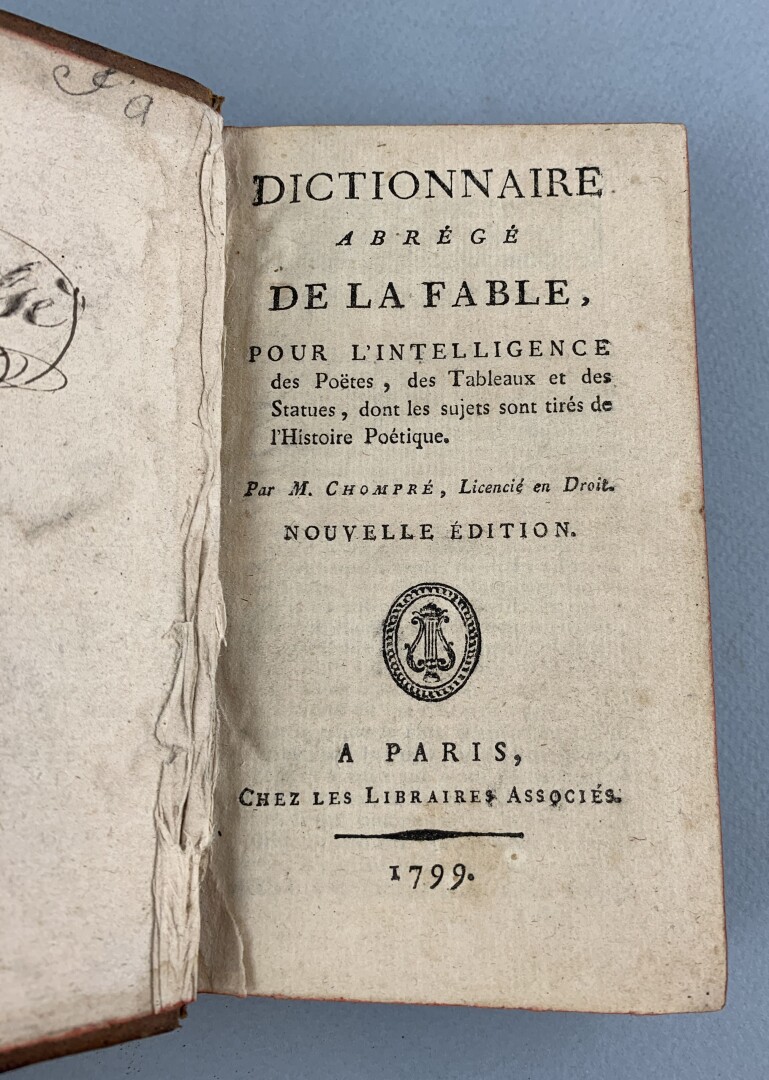 DICTIONNAIRE
ABRÉGÉ
DE LA FABLE,
POUR L'INTELLIGENCE
des Poëtes, des Tableaux et des
Statues, dont les sujets sont tirés de
l'Histoire Poétique.
Par M. CHOMPRÉ, Licencié en Droit.
NOUVELLE ÉDITION.
A PARIS,
CHEZ LES LIBRAIRES ASSOCIÉS.
1799.